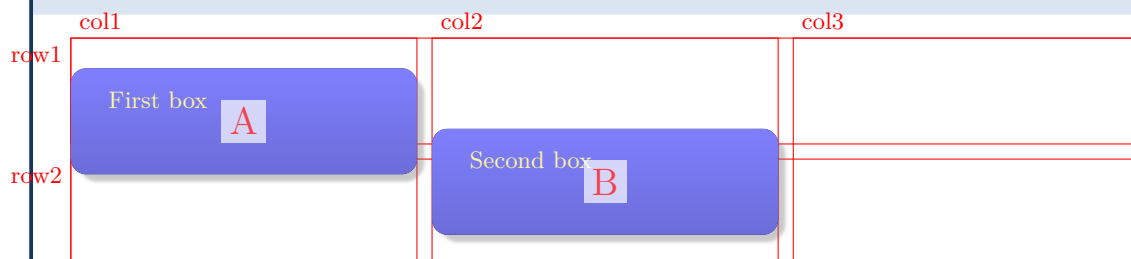 col1 col2 col3
row1
First box
A
Second box
B
row2